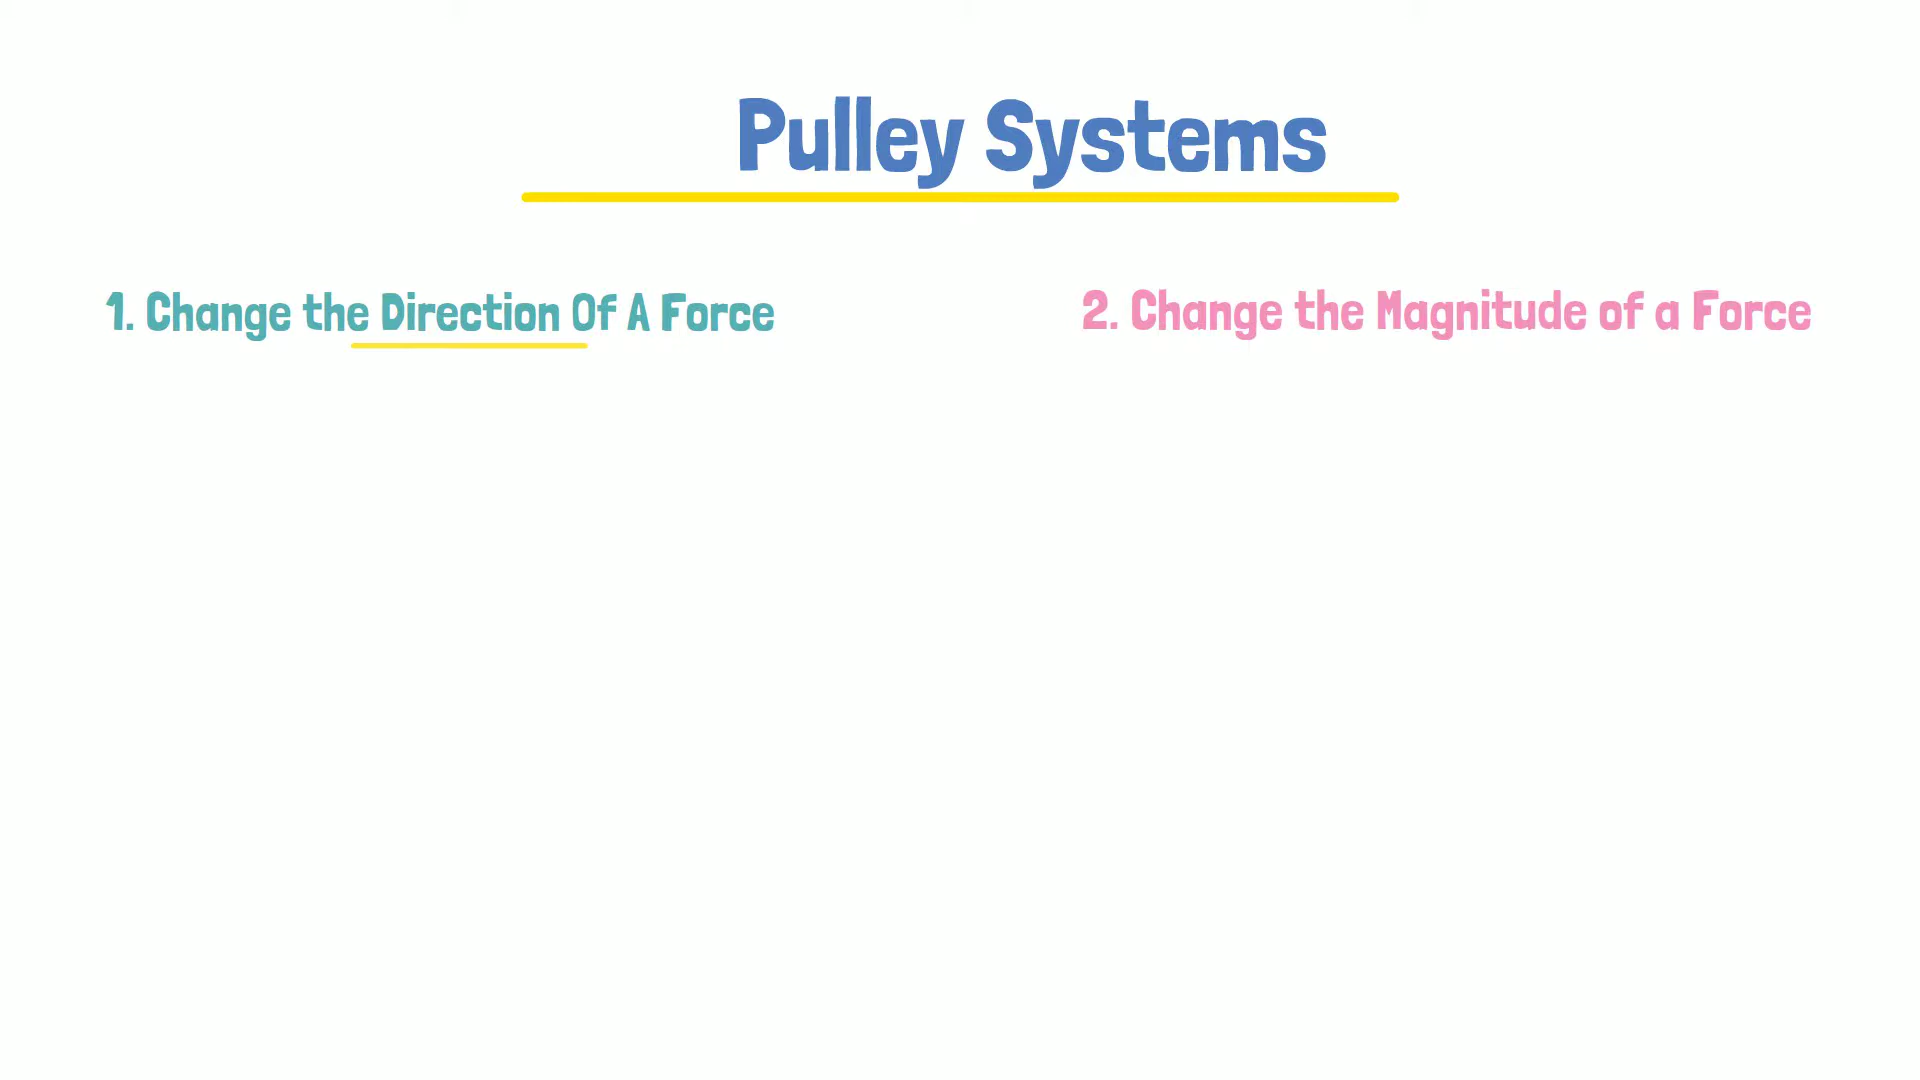 Pulley Systems
1. Change the Direction Of A Force
2. Change the Magnitude of a Force